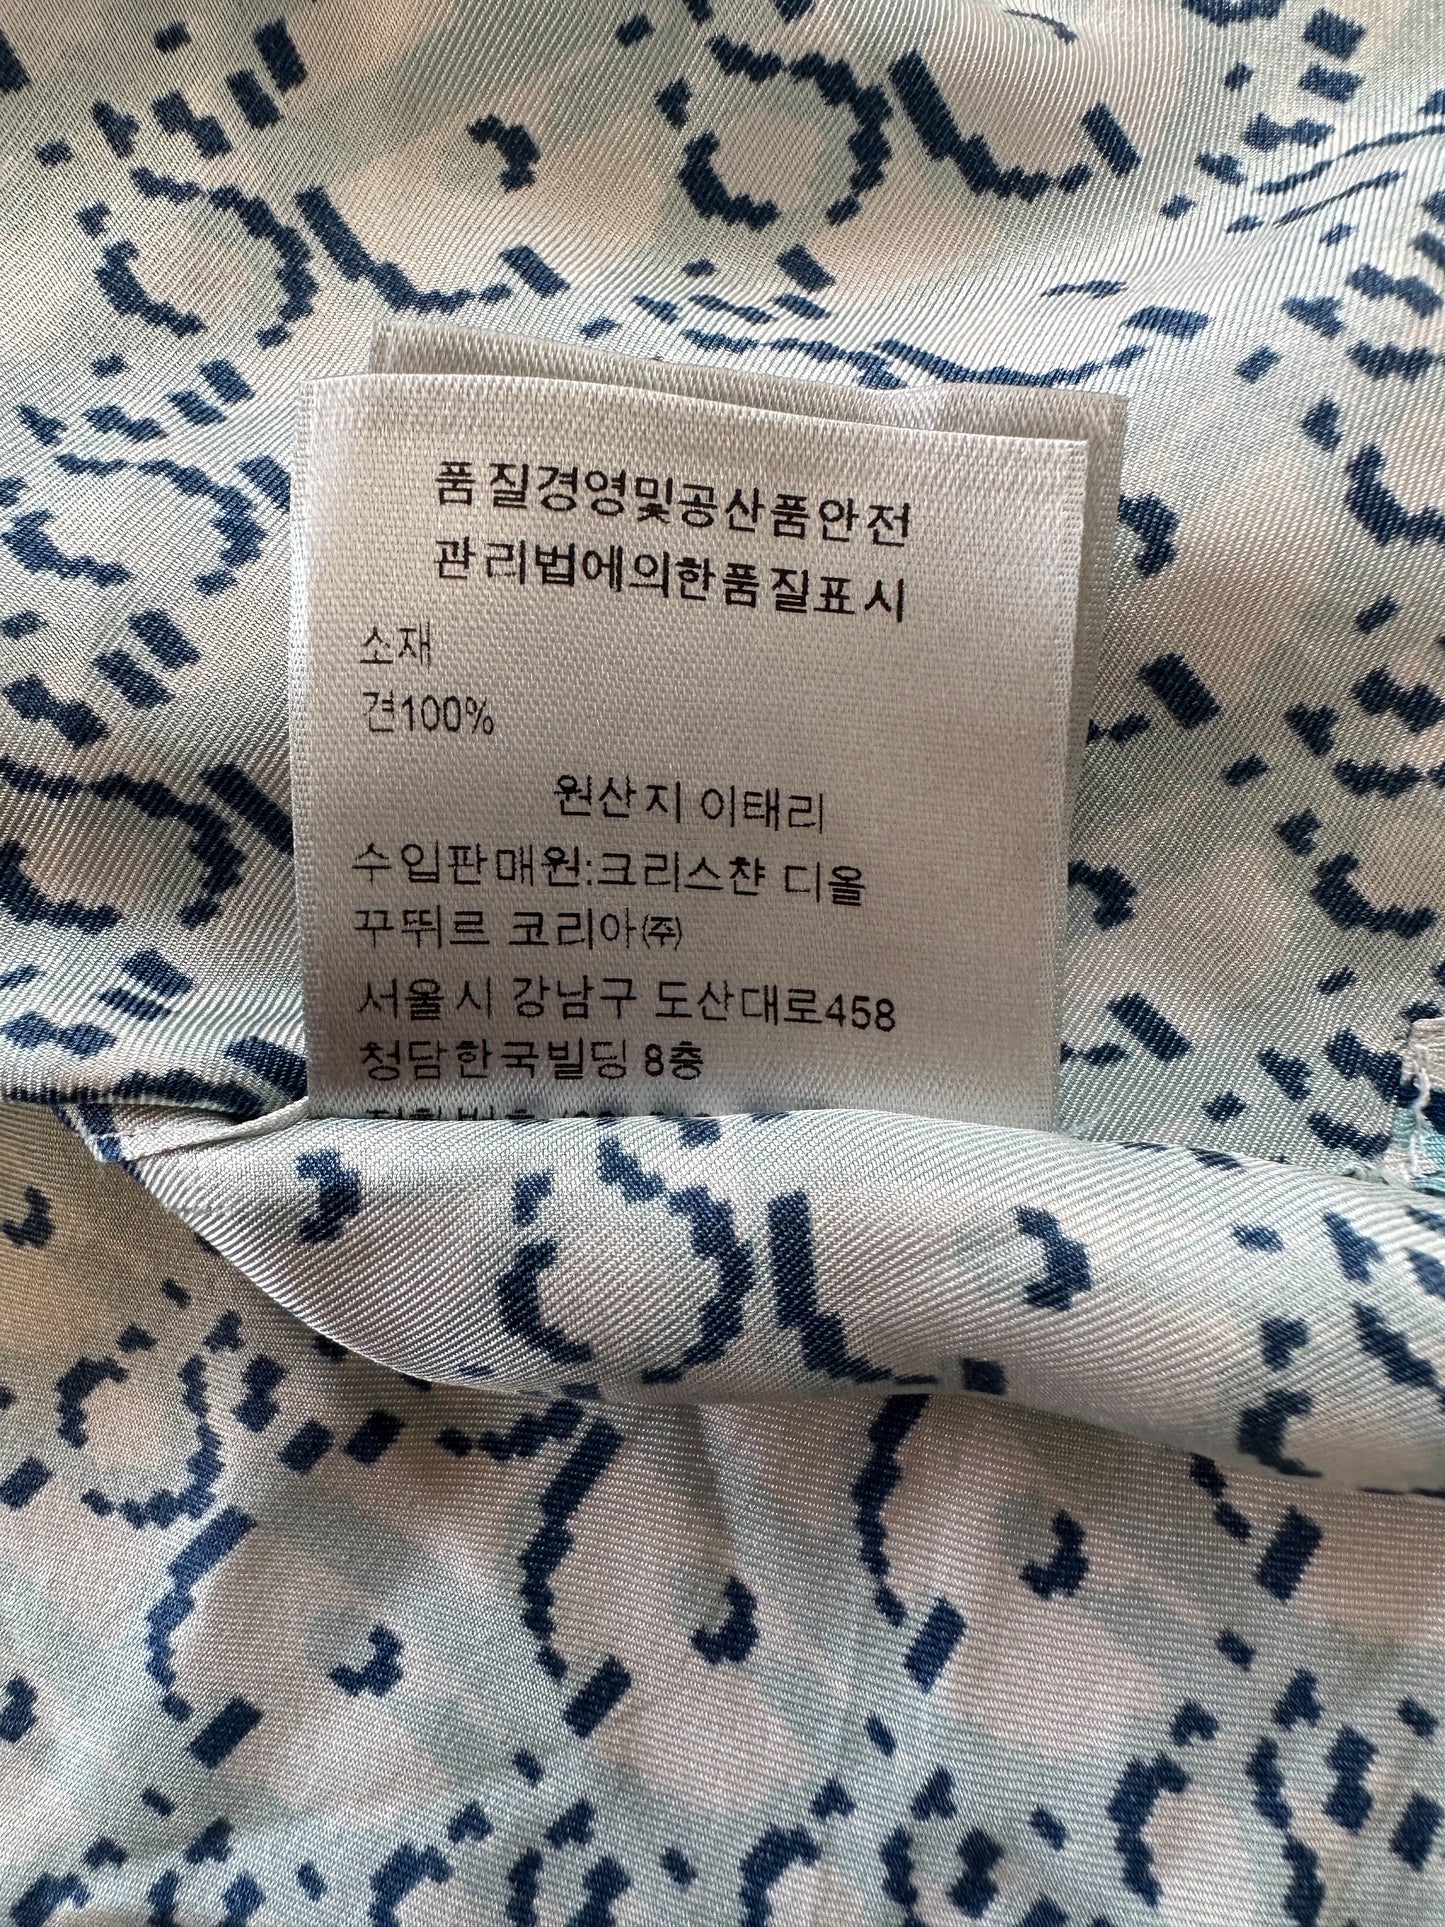 품질경영및공산품안전
관리법에의한품질표시
소재
견100%
원산지 이태리
수입판매원:크리스챤 디올
꾸뛰르 코리아㈜
서울시 강남구 도산대로458
청담한국빌딩 8층